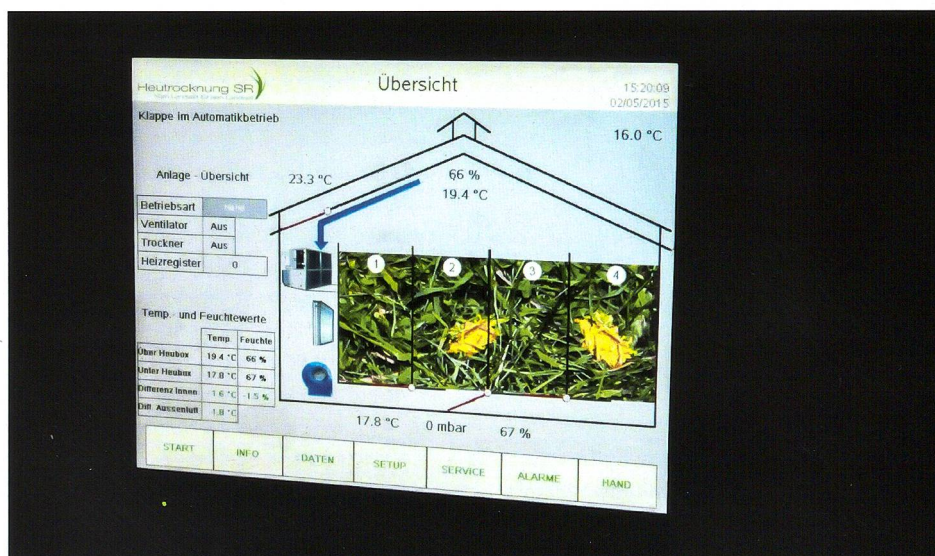 Heutrocknung SR
Übersicht
15:20:09
02/05/2015
Klappe im Automatikbetrieb
16.0 °C
Anlage - Übersicht
23.3 °C
66 %
19.4 °C
Betriebsart
Ventilator Aus
Trockner Aus
Heizregister 0
1 2 3 4
Temp.- und Feuchtewerte
Temp. Feuchte
Über Heubox 19.4 °C 66 %
Unter Heubox 17.8 °C 67 %
Differenz Innen 1.6 °C -1.5 %
Diff. Aussenluft 1.8 °C
17.8 °C 0 mbar 67 %
START INFO DATEN SETUP SERVICE ALARME HAND